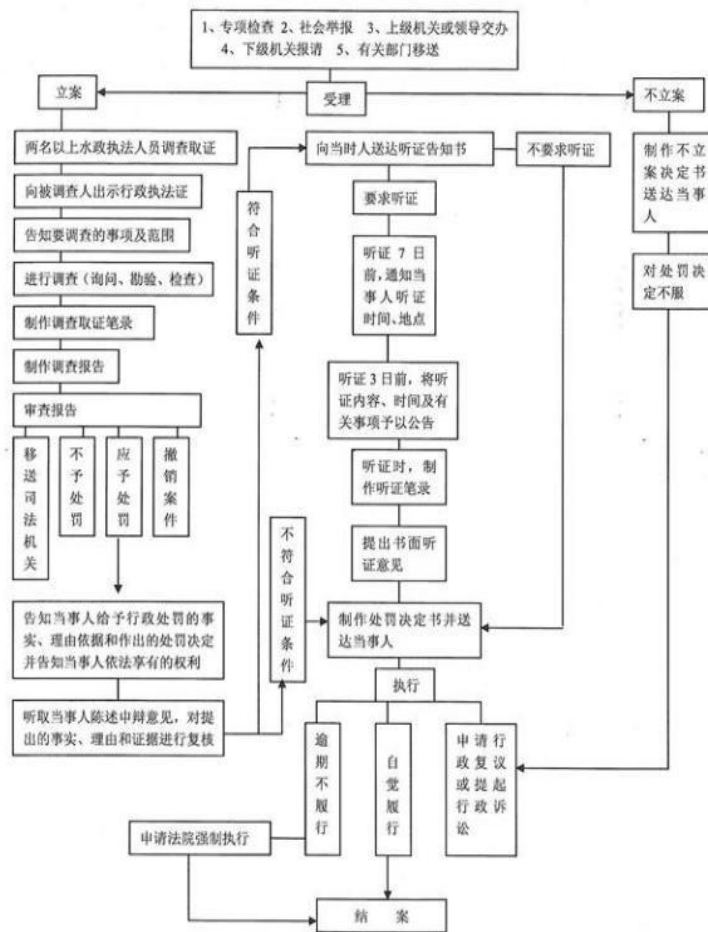 1、专项检查 2、社会举报 3、上级机关或领导交办
4、下级机关报请 5、有关部门移送
立案
受理
不立案
两名以上水政执法人员调查取证
向被调查人出示行政执法证
告知要调查的事项及范围
进行调查（询问、勘验、检查）
制作调查取证笔录
制作调查报告
审查报告
移送司法机关
不予处罚
应予处罚
撤销案件
告知当事人给予行政处罚的事
实、理由依据和作出的处罚决定
并告知当事人依法享有的权利
听取当事人陈述申辩意见，对提
出的事实、理由和证据进行复核
符合听证条件
不符合听证条件
向当时人送达听证告知书
不要求听证
要求听证
听证 7 日
前，通知当
事人听证
时间、地点
听证 3 日前，将听
证内容、时间及有
关事项予以公告
听证时，制
作听证笔录
提出书面听
证意见
制作处罚决定书并送
达当事人
执行
逾期不履行
自觉履行
申请行
政复议
或提起
行政诉
讼
制作不立
案决定书
送达当事
人
对处罚决
定不服
申请法院强制执行
结 案